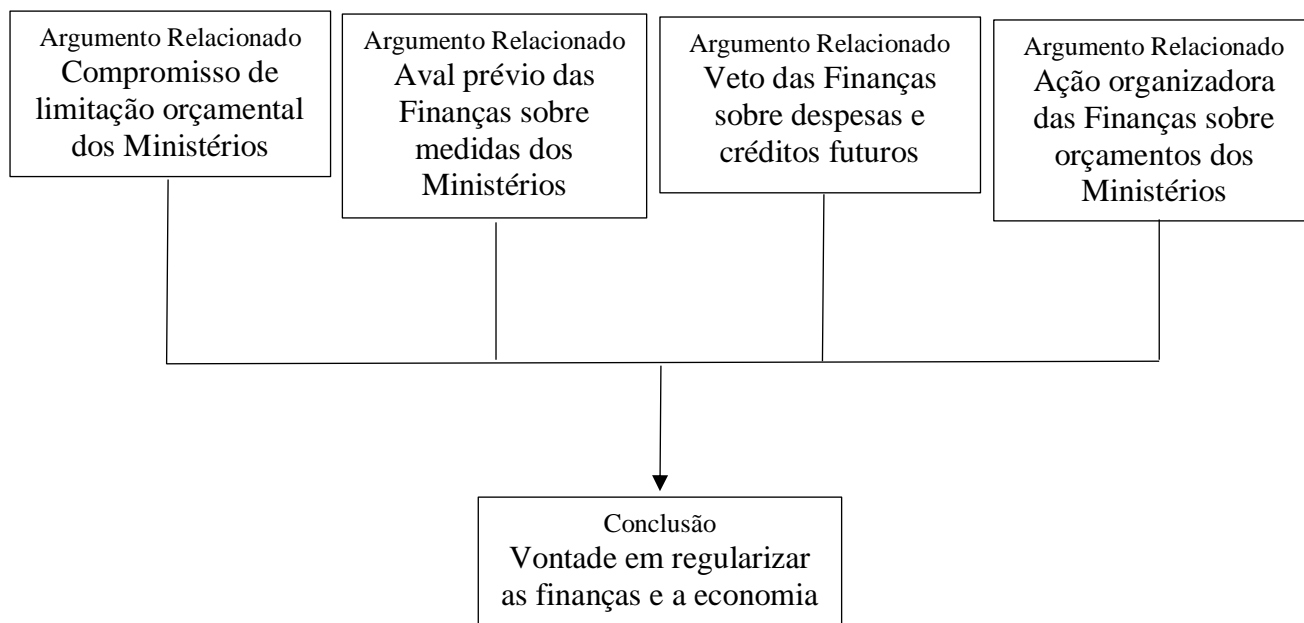 Argumento Relacionado
Compromisso de
limitação orçamental
dos Ministérios
Argumento Relacionado
Aval prévio das
Finanças sobre
medidas dos
Ministérios
Argumento Relacionado
Veto das Finanças
sobre despesas e
créditos futuros
Argumento Relacionado
Ação organizadora
das Finanças sobre
orçamentos dos
Ministérios
Conclusão
Vontade em regularizar
as finanças e a economia